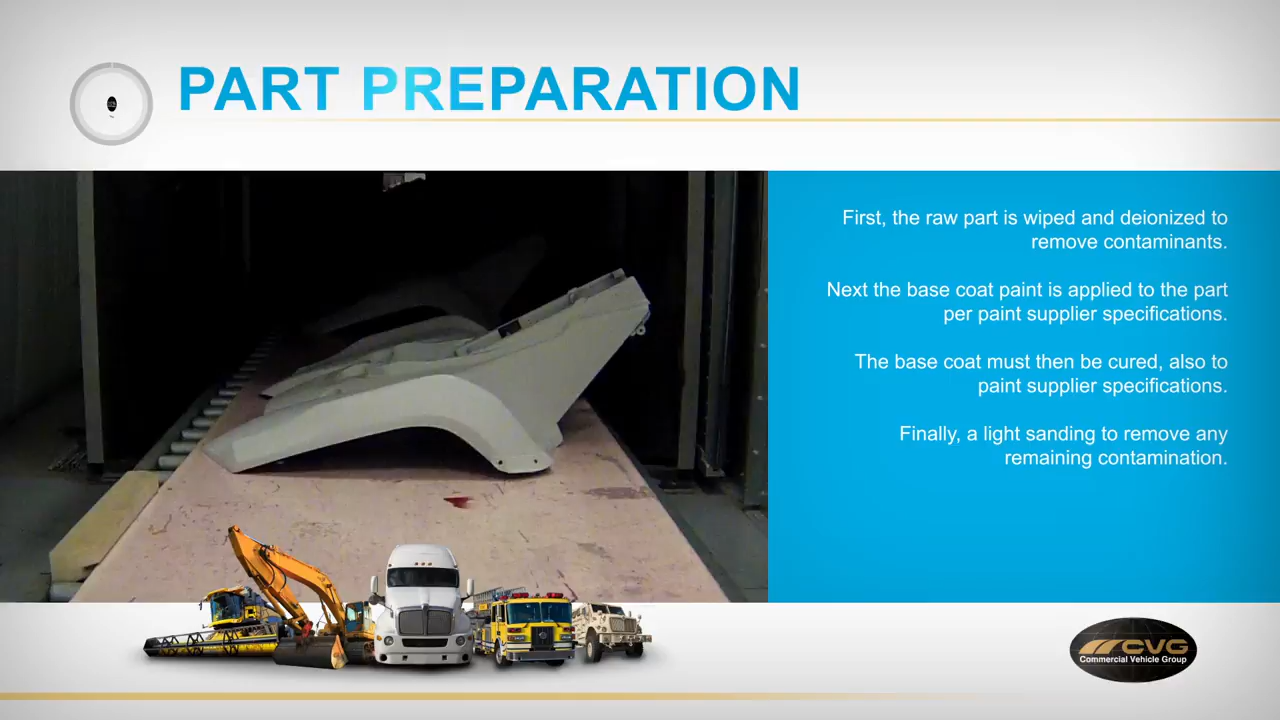 PART PREPARATION
First, the raw part is wiped and deionized to
remove contaminants.
Next the base coat paint is applied to the part
per paint supplier specifications.
The base coat must then be cured, also to
paint supplier specifications.
Finally, a light sanding to remove any
remaining contamination.
CVG
Commercial Vehicle Group